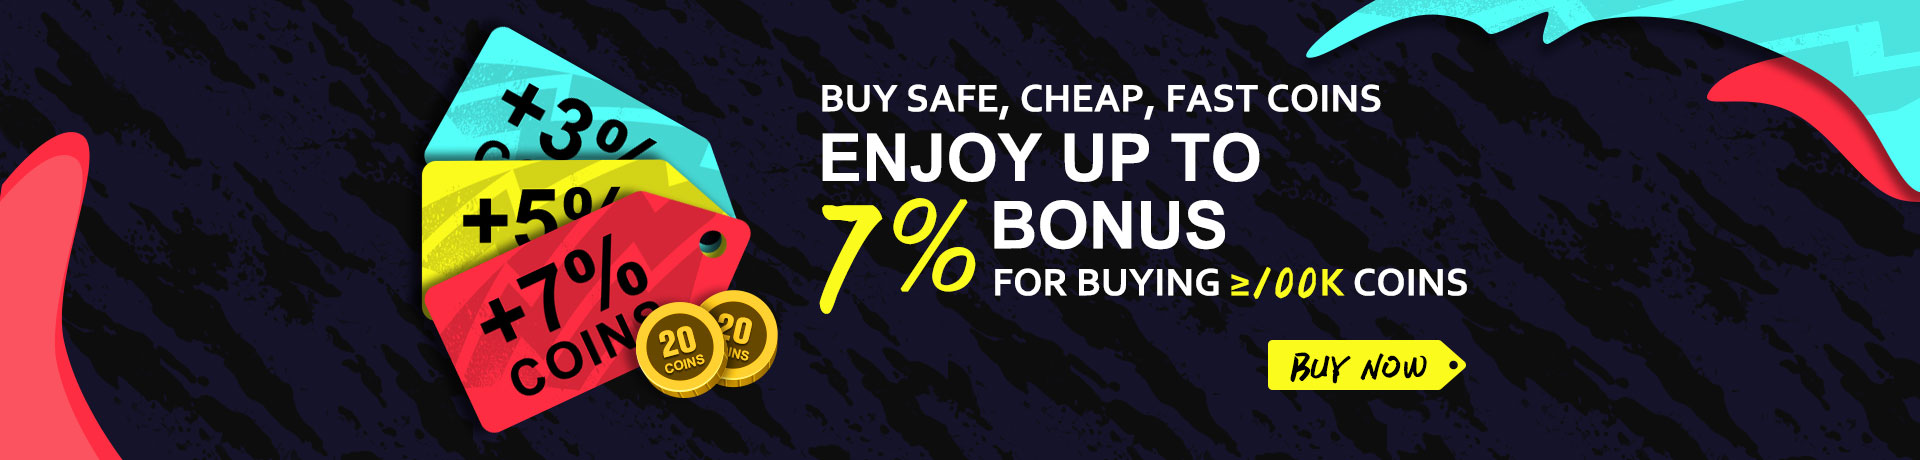 +3%
+5%
+7%
COINS
20
COINS
20
INS
BUY SAFE, CHEAP, FAST COINS
ENJOY UP TO
7% BONUS
FOR BUYING ≥100K COINS
BUY NOW